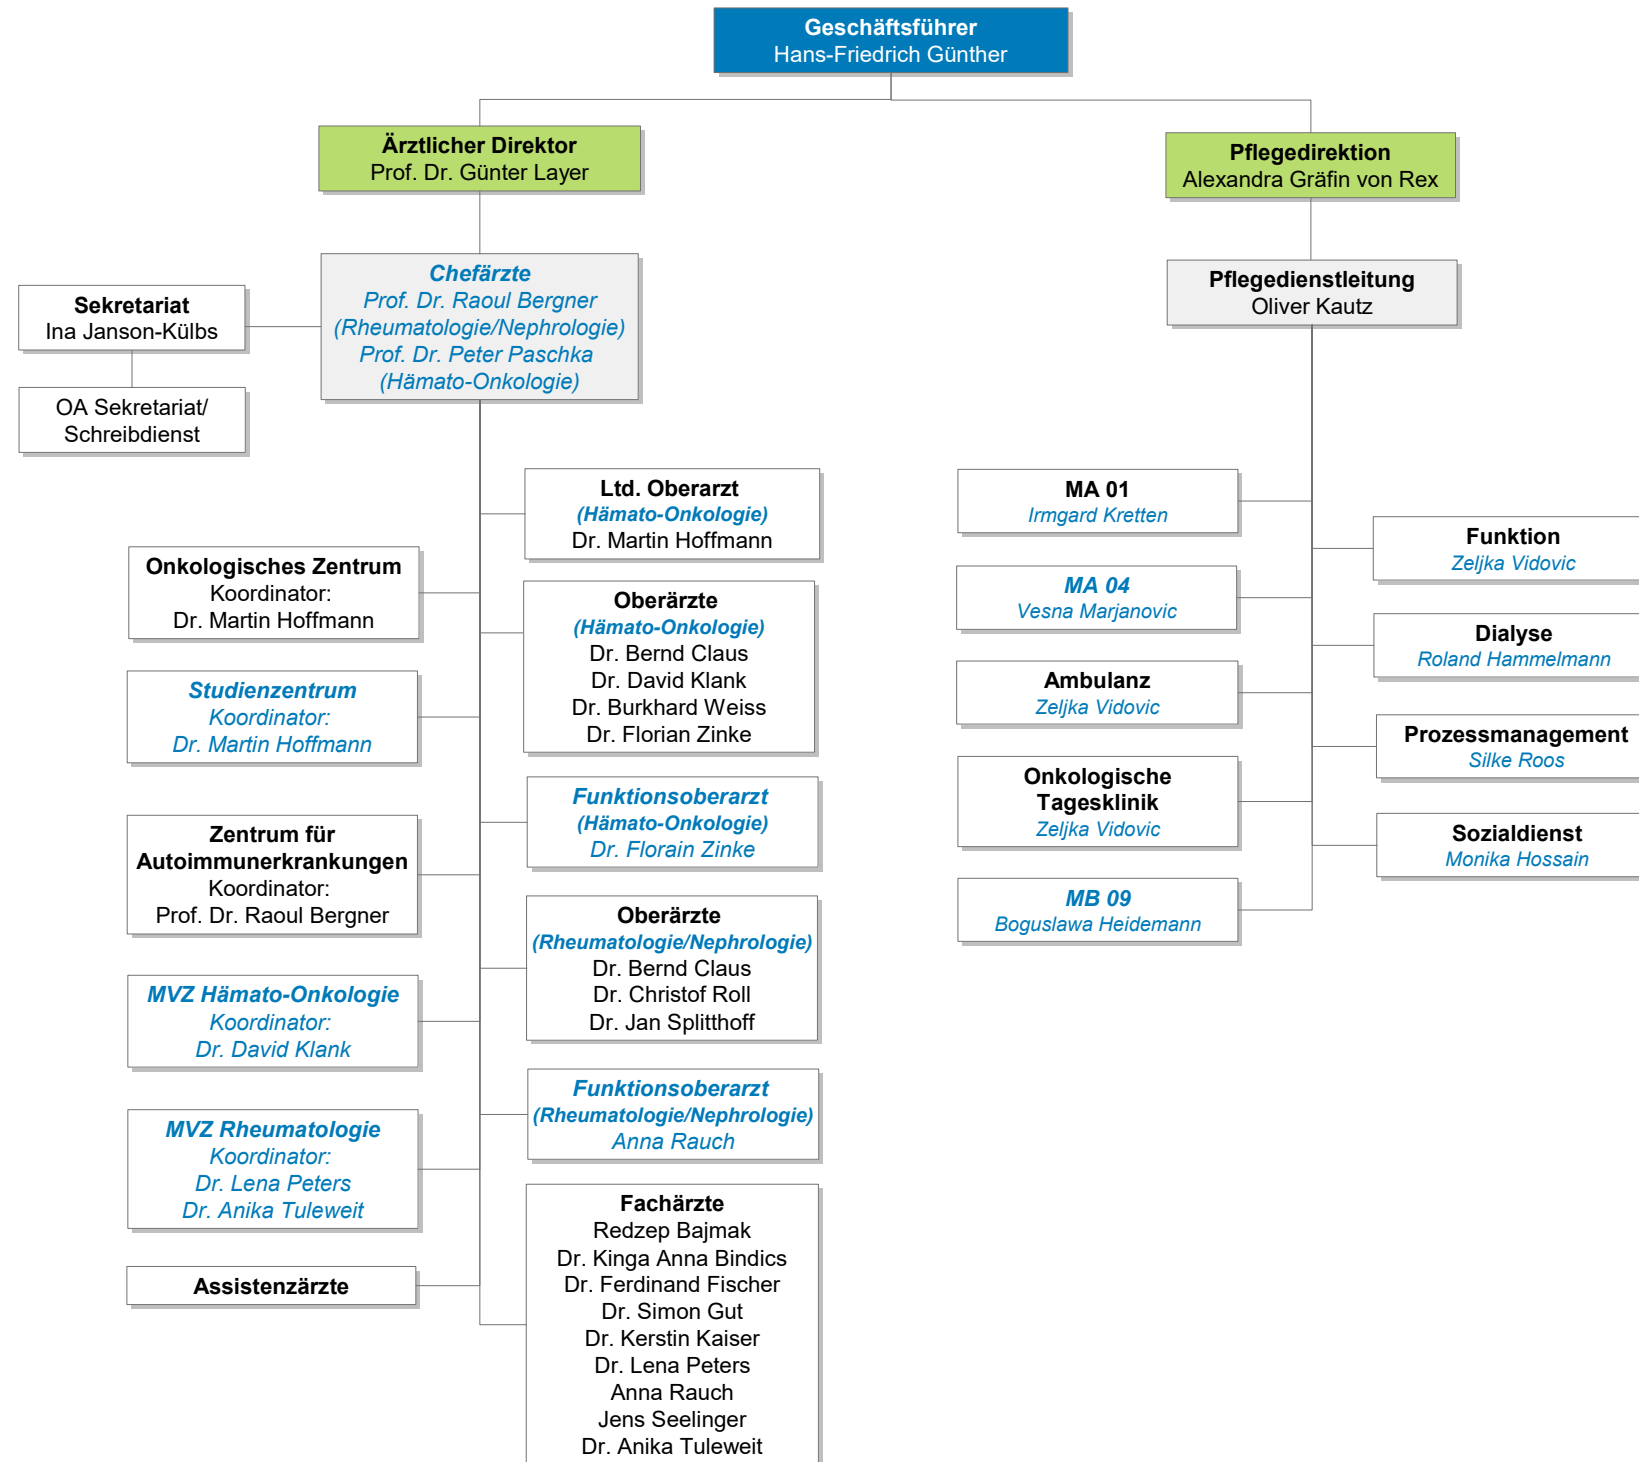 Geschäftsführer
Hans-Friedrich Günther
Ärztlicher Direktor
Prof. Dr. Günter Layer
Pflegedirektion
Alexandra Gräfin von Rex
Chefärzte
Prof. Dr. Raoul Bergner
(Rheumatologie/Nephrologie)
Prof. Dr. Peter Paschka
(Hämato-Onkologie)
Pflegedienstleitung
Oliver Kautz
Sekretariat
Ina Janson-Külbs
OA Sekretariat/
Schreibdienst
Ltd. Oberarzt
(Hämato-Onkologie)
Dr. Martin Hoffmann
Onkologisches Zentrum
Koordinator:
Dr. Martin Hoffmann
Oberärzte
(Hämato-Onkologie)
Dr. Bernd Claus
Dr. David Klank
Dr. Burkhard Weiss
Dr. Florian Zinke
Studienzentrum
Koordinator:
Dr. Martin Hoffmann
Funktionsoberarzt
(Hämato-Onkologie)
Dr. Florain Zinke
Zentrum für
Autoimmunerkrankungen
Koordinator:
Prof. Dr. Raoul Bergner
Oberärzte
(Rheumatologie/Nephrologie)
Dr. Bernd Claus
Dr. Christof Roll
Dr. Jan Splitthoff
MVZ Hämato-Onkologie
Koordinator:
Dr. David Klank
Funktionsoberarzt
(Rheumatologie/Nephrologie)
Anna Rauch
MVZ Rheumatologie
Koordinator:
Dr. Lena Peters
Dr. Anika Tuleweit
Assistenzärzte
Fachärzte
Redzep Bajmak
Dr. Kinga Anna Bindics
Dr. Ferdinand Fischer
Dr. Simon Gut
Dr. Kerstin Kaiser
Dr. Lena Peters
Anna Rauch
Jens Seelinger
Dr. Anika Tuleweit
MA 01
Irmgard Kretten
Funktion
Zeljka Vidovic
MA 04
Vesna Marjanovic
Dialyse
Roland Hammelmann
Ambulanz
Zeljka Vidovic
Prozessmanagement
Silke Roos
Onkologische
Tagesklinik
Zeljka Vidovic
Sozialdienst
Monika Hossain
MB 09
Boguslawa Heidemann